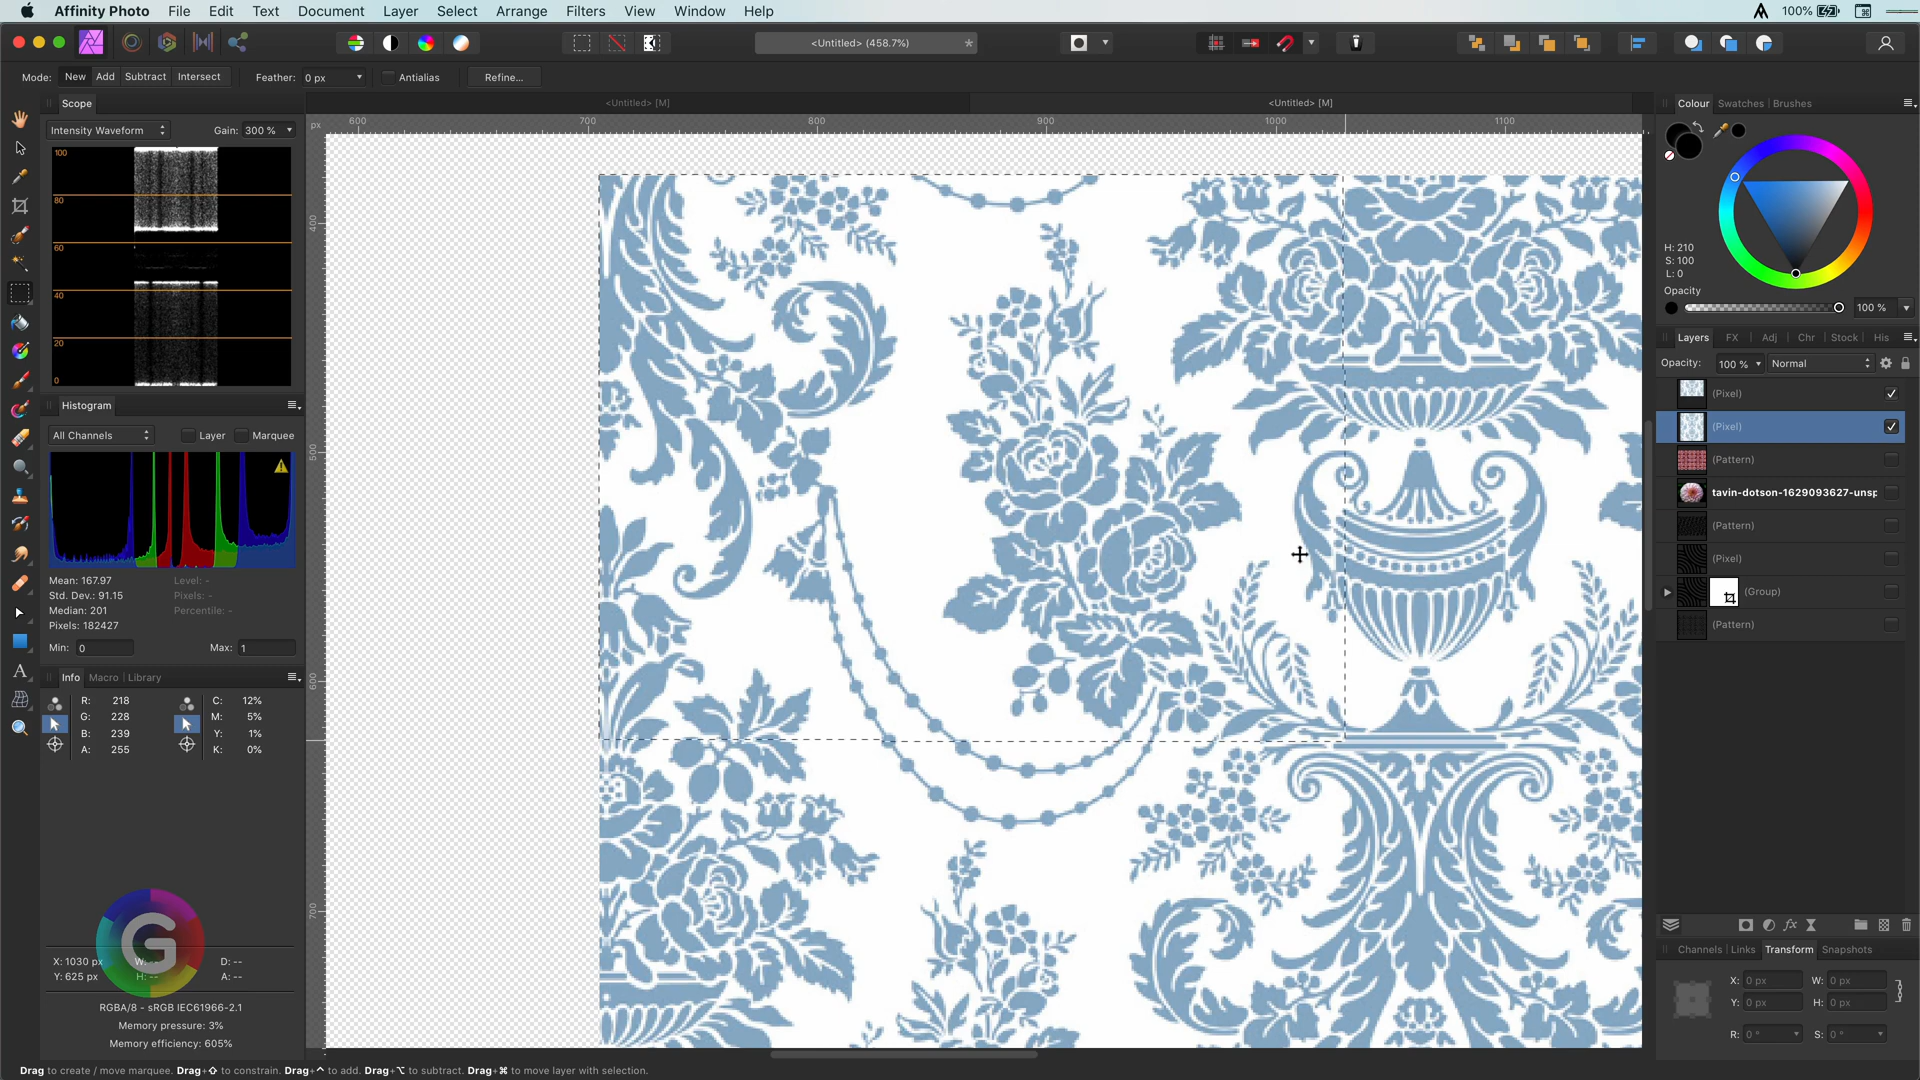 Affinity Photo File Edit Text Document Layer Select Arrange Filters View Window Help 100%
<Untitled> (458.7%) *
Mode: New Add Subtract Intersect Feather: 0 px Antialias Refine...
Scope
<Untitled> [M] <Untitled> [M]
Colour Swatches Brushes
px 600 700 800 900 1000 1100
Intensity Waveform Gain: 300 %
100
80
60
40
20
0
400
500
600
700
H: 210
S: 100
L: 0
Opacity
100 %
Layers FX Adj Chr Stock His
Opacity: 100 % Normal
(Pixel)
(Pixel)
(Pattern)
tavin-dotson-1629093627-unsp
(Pattern)
(Pixel)
(Group)
(Pattern)
Histogram
All Channels Layer Marquee
Mean: 167.97 Level: -
Std. Dev.: 91.15 Pixels: -
Median: 201 Percentile: -
Pixels: 182427
Min: 0 Max: 1
Info Macro Library
R: 218 C: 12%
G: 228 M: 5%
B: 239 Y: 1%
A: 255 K: 0%
G
X: 1030 px W: -- D: --
Y: 625 px H: -- A: --
RGBA/8 - sRGB IEC61966-2.1
Memory pressure: 3%
Memory efficiency: 605%
fx
Channels Links Transform Snapshots
X: 0 px W: 0 px
Y: 0 px H: 0 px
R: 0 ° S: 0 °
Drag to create / move marquee. Drag+⇧ to constrain. Drag+⌃ to add. Drag+⌥ to subtract. Drag+⌘ to move layer with selection.